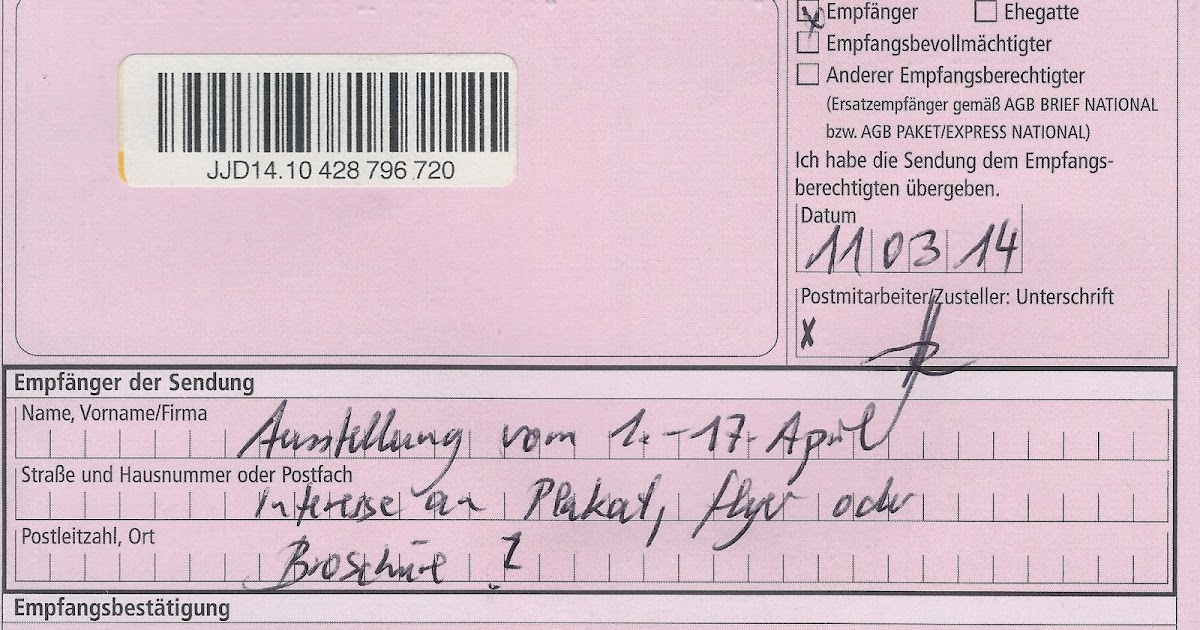 Empfänger Ehegatte
Empfangsbevollmächtigter
Anderer Empfangsberechtigter
(Ersatzempfänger gemäß AGB BRIEF NATIONAL
bzw. AGB PAKET/EXPRESS NATIONAL)
Ich habe die Sendung dem Empfangs-
berechtigten übergeben.
Datum
11 03 14
Postmitarbeiter/Zusteller: Unterschrift
X
JJD14.10 428 796 720
Empfänger der Sendung
Name, Vorname/Firma
Ausstellung vom 1.-17. April
Straße und Hausnummer oder Postfach
Interesse an Plakat, Flyer oder
Postleitzahl, Ort
Broschüre ?
Empfangsbestätigung